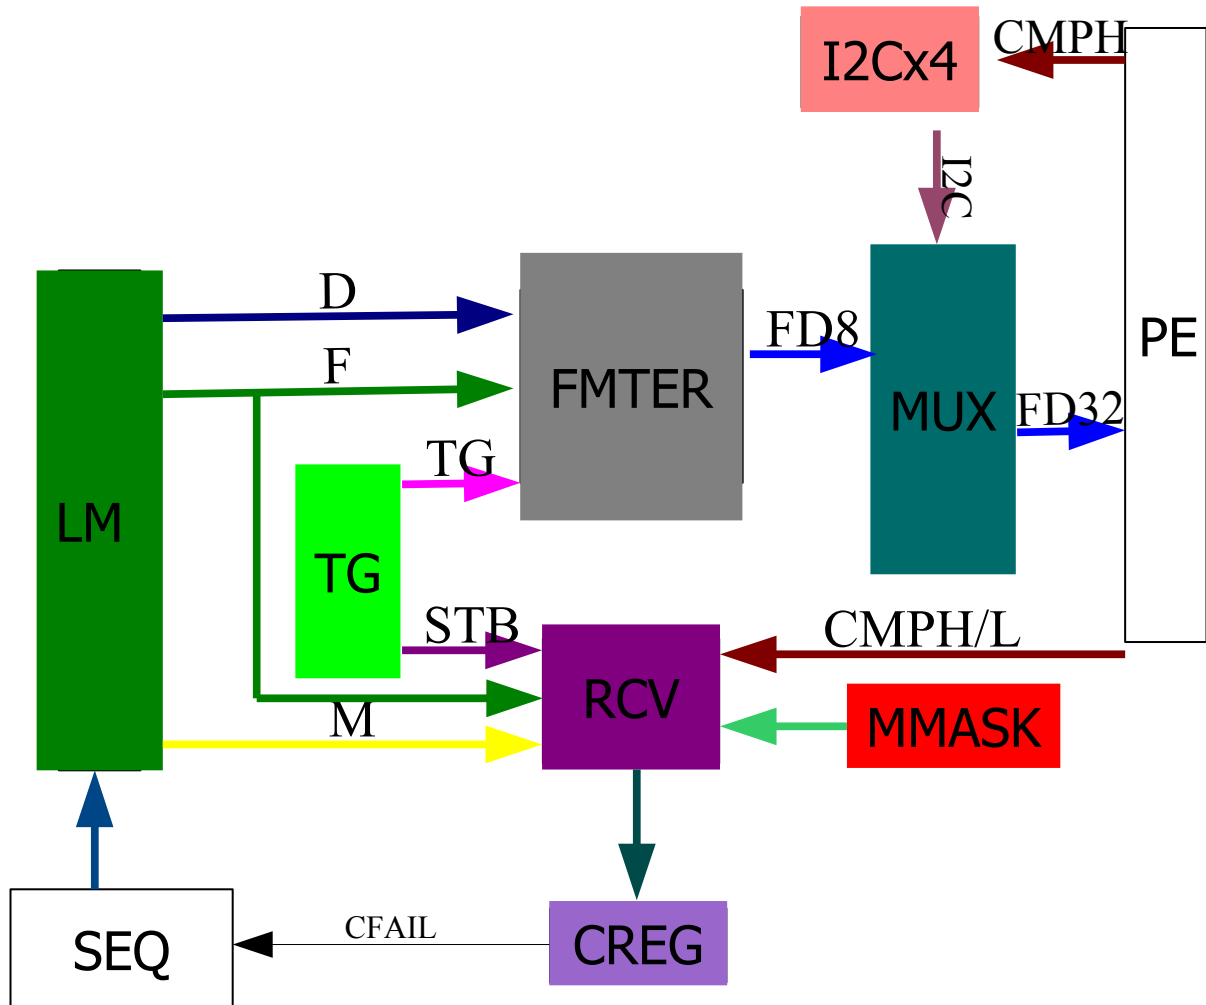 CMPH
I2Cx4
I2C
D
F
FD8
PE
FMTER
MUX
FD32
TG
LM
TG
STB
CMPH/L
RCV
M
MMASK
CFAIL
SEQ
CREG